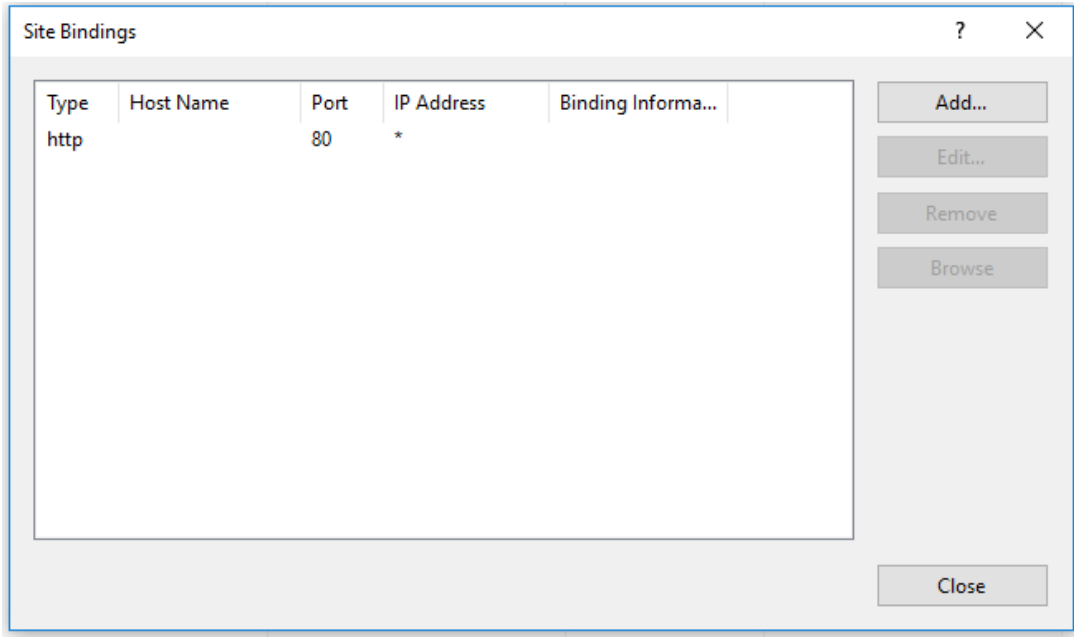 Site Bindings ?
Type Host Name Port IP Address Binding Informa...
http 80 *
Add...
Edit...
Remove
Browse
Close